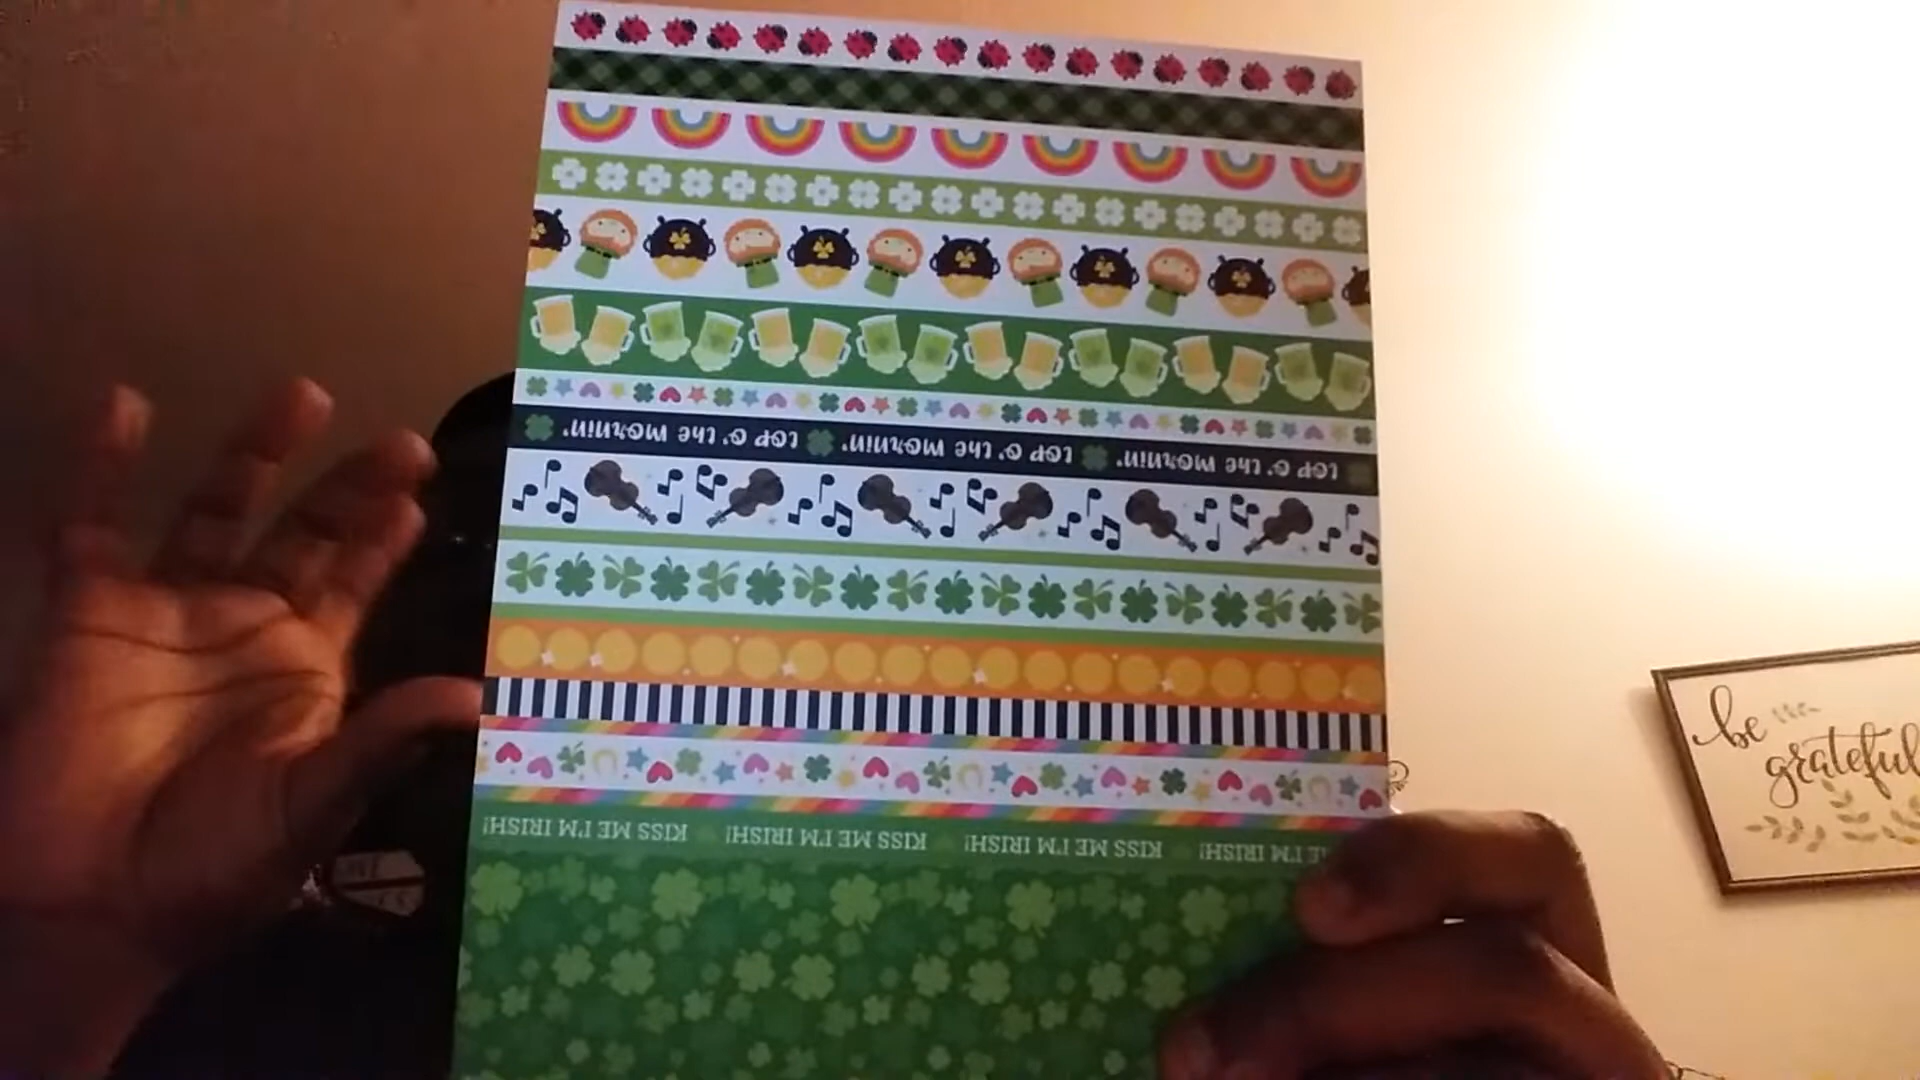 top o' the mornin' top o' the mornin' top o' the mornin'
KISS ME I'M IRISH! KISS ME I'M IRISH! KISS ME I'M IRISH! I'M IRISH!
be
grateful